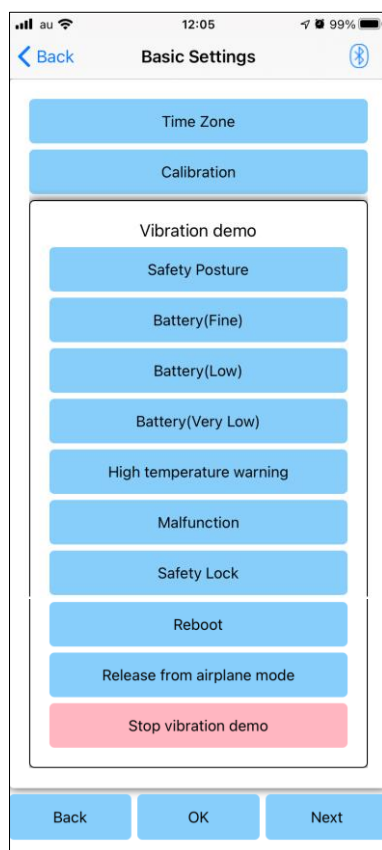 au 12:05 99%
Back Basic Settings
Time Zone
Calibration
Vibration demo
Safety Posture
Battery(Fine)
Battery(Low)
Battery(Very Low)
High temperature warning
Malfunction
Safety Lock
Reboot
Release from airplane mode
Stop vibration demo
Back OK Next